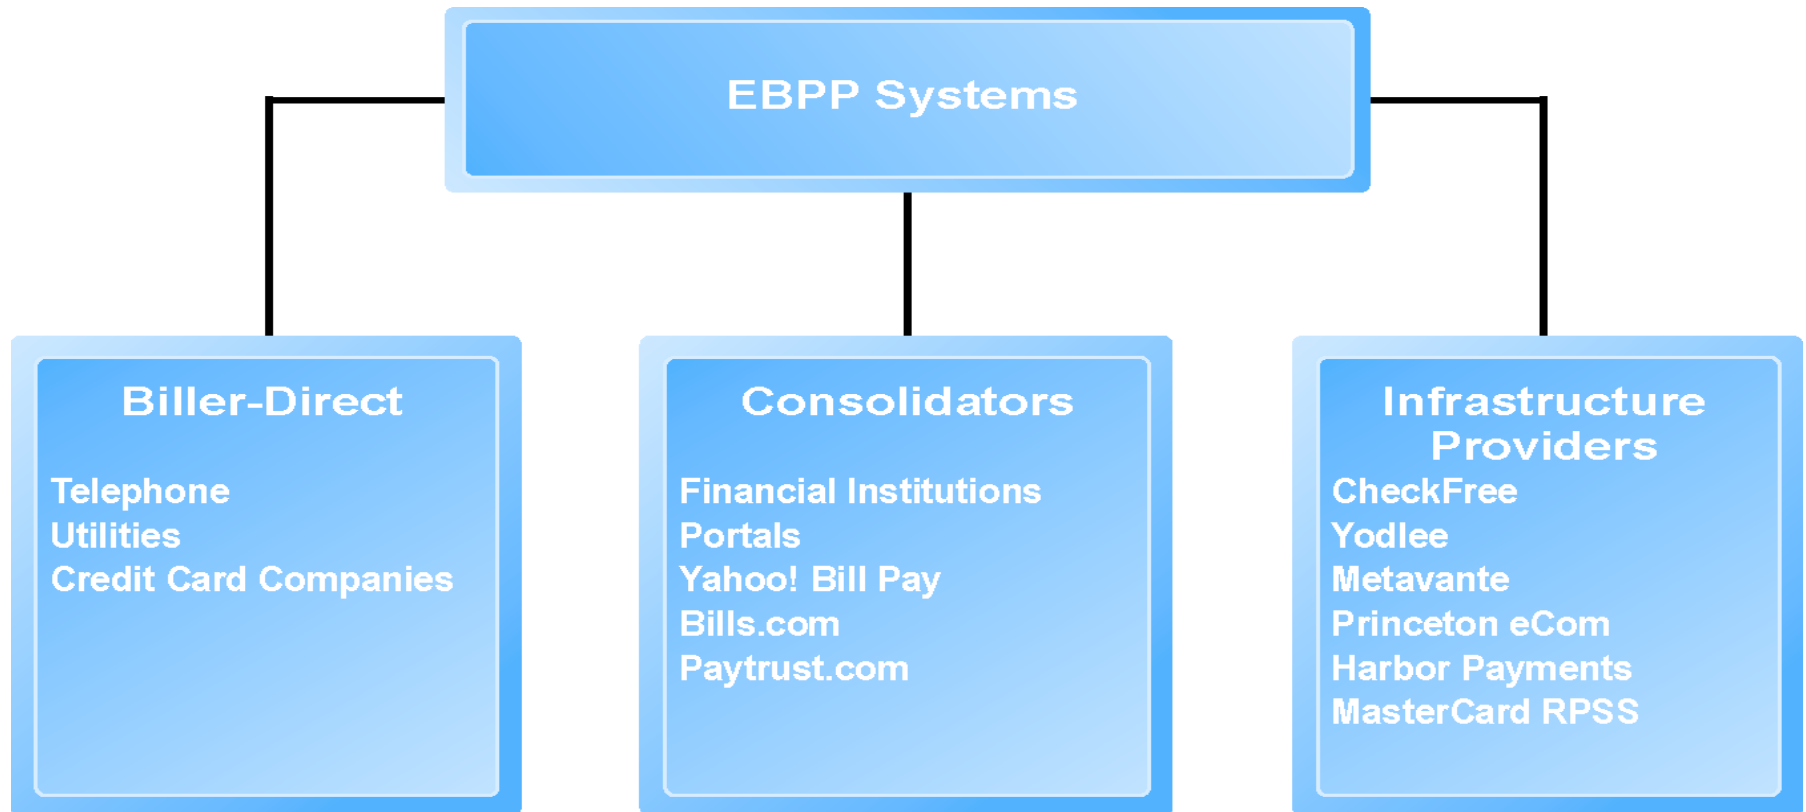 EBPP Systems
Biller-Direct
Telephone
Utilities
Credit Card Companies
Consolidators
Financial Institutions
Portals
Yahoo! Bill Pay
Bills.com
Paytrust.com
Infrastructure
Providers
CheckFree
Yodlee
Metavante
Princeton eCom
Harbor Payments
MasterCard RPSS